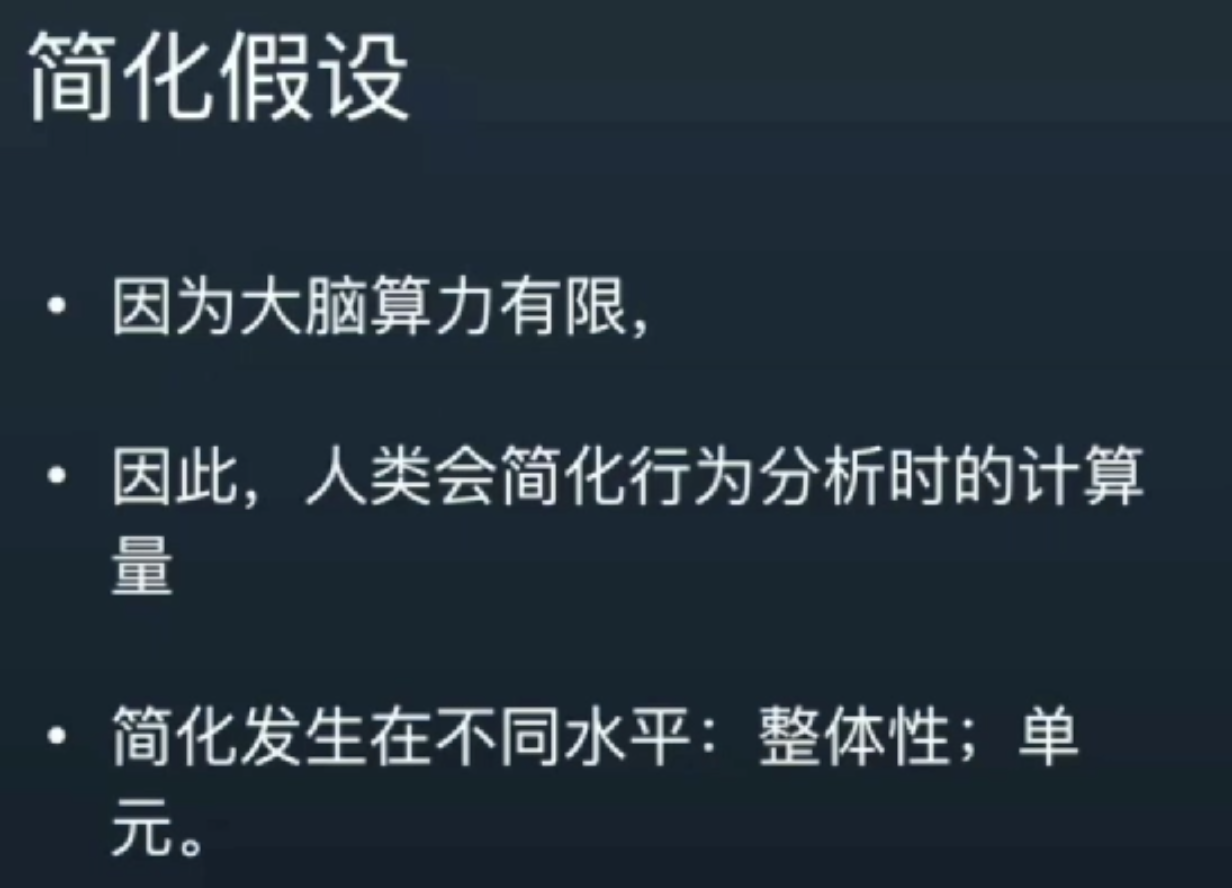 简化假设
• 因为大脑算力有限，
• 因此，人类会简化行为分析时的计算
量
• 简化发生在不同水平：整体性；单
元。